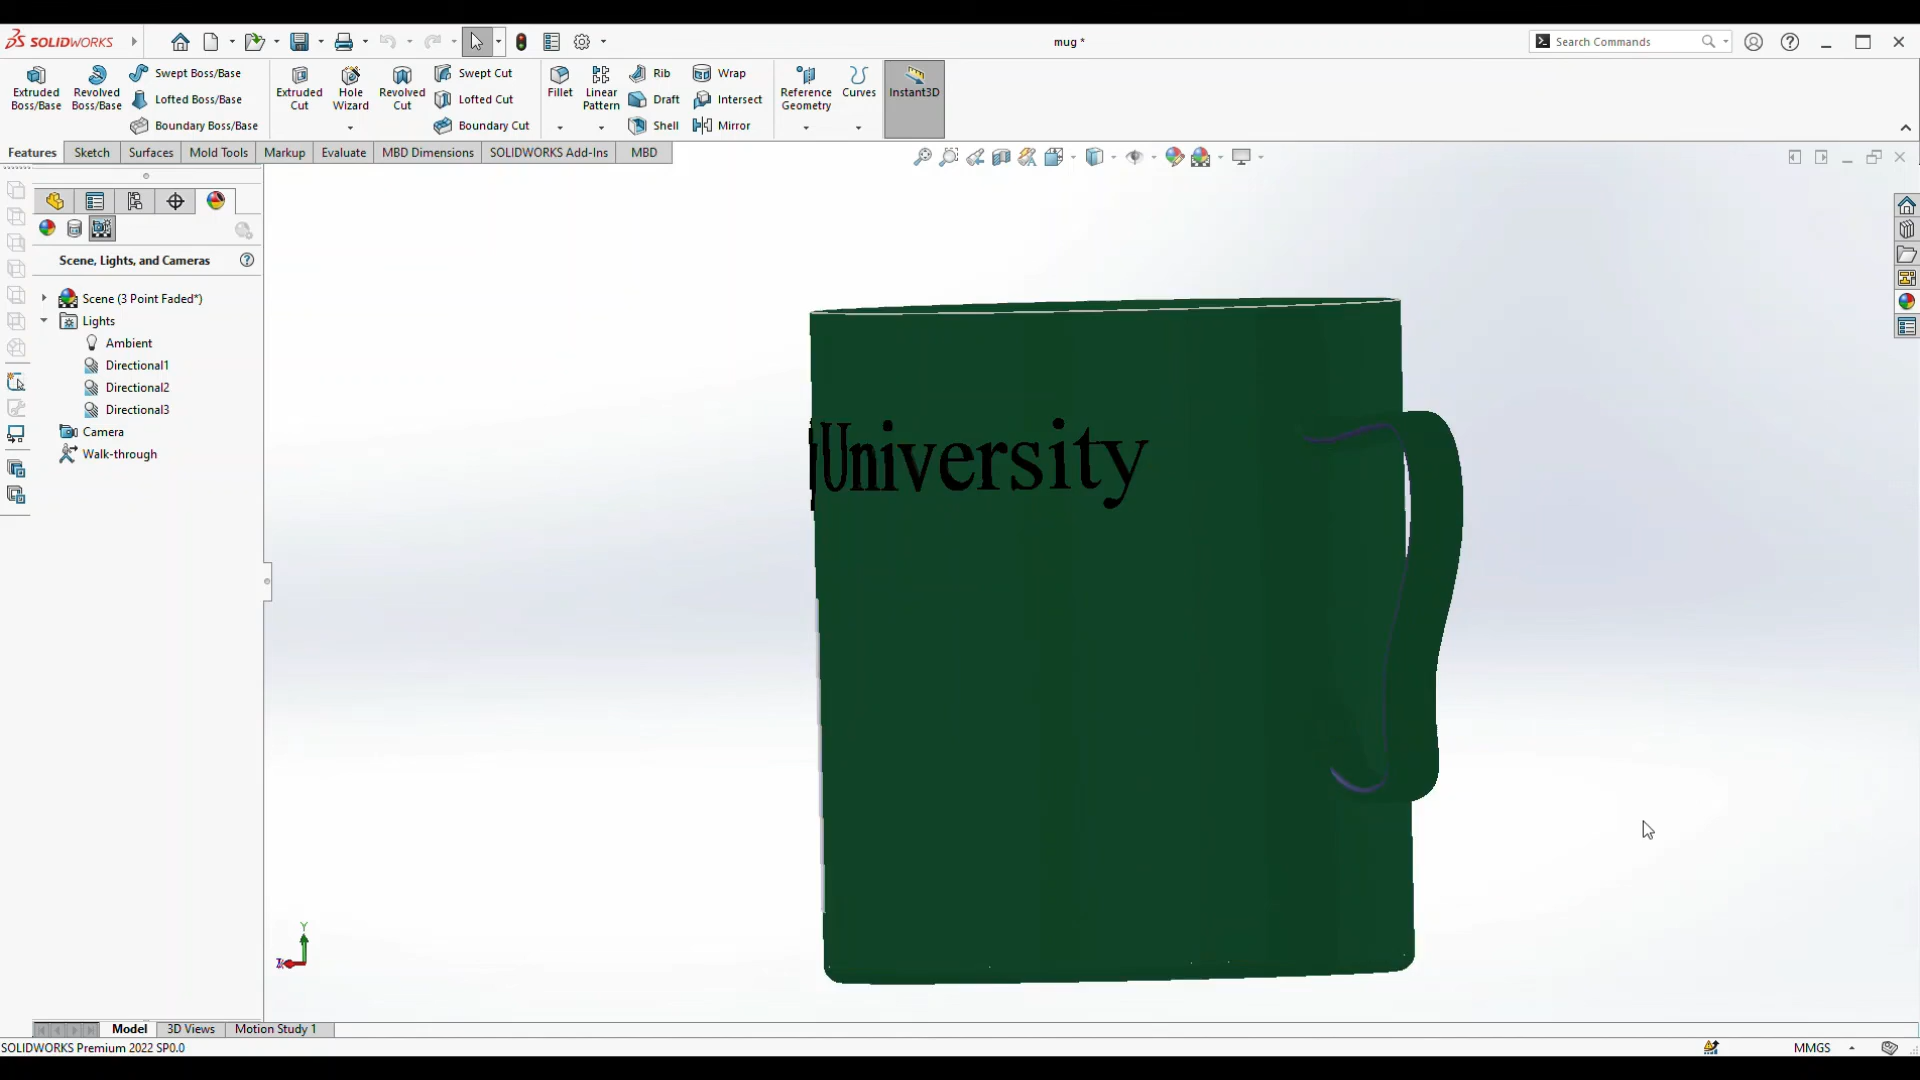 SOLIDWORKS
mug *
Search Commands
Extruded Boss/Base
Revolved Boss/Base
Swept Boss/Base
Lofted Boss/Base
Boundary Boss/Base
Extruded Cut
Hole Wizard
Revolved Cut
Swept Cut
Lofted Cut
Boundary Cut
Fillet
Linear Pattern
Rib
Draft
Shell
Wrap
Intersect
Mirror
Reference Geometry
Curves
Instant3D
Features
Sketch
Surfaces
Mold Tools
Markup
Evaluate
MBD Dimensions
SOLIDWORKS Add-Ins
MBD
Scene, Lights, and Cameras
Scene (3 Point Faded*)
Lights
Ambient
Directional1
Directional2
Directional3
Camera
Walk-through
University
Y
Model
3D Views
Motion Study 1
SOLIDWORKS Premium 2022 SP0.0
MMGS